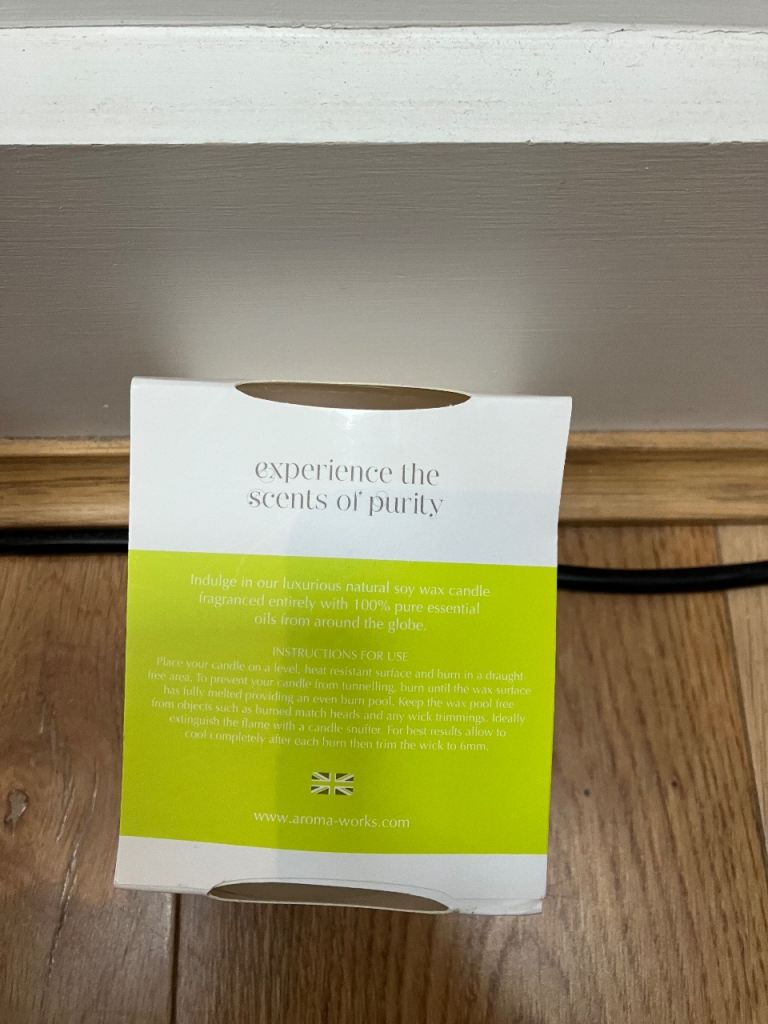 experience the
scents of purity
Indulge in our luxurious natural soy wax candle
fragranced entirely with 100% pure essential
oils from around the globe.
INSTRUCTIONS FOR USE
Place your candle on a level, heat resistant surface and burn in a draught
free area. To prevent your candle from tunnelling, burn until the wax surface
has fully melted providing an even burn pool. Keep the wax pool free
from objects such as burned match heads and any wick trimmings. Ideally
extinguish the flame with a candle snuffer. For best results allow to
cool completely after each burn then trim the wick to 6mm.
www.aroma-works.com